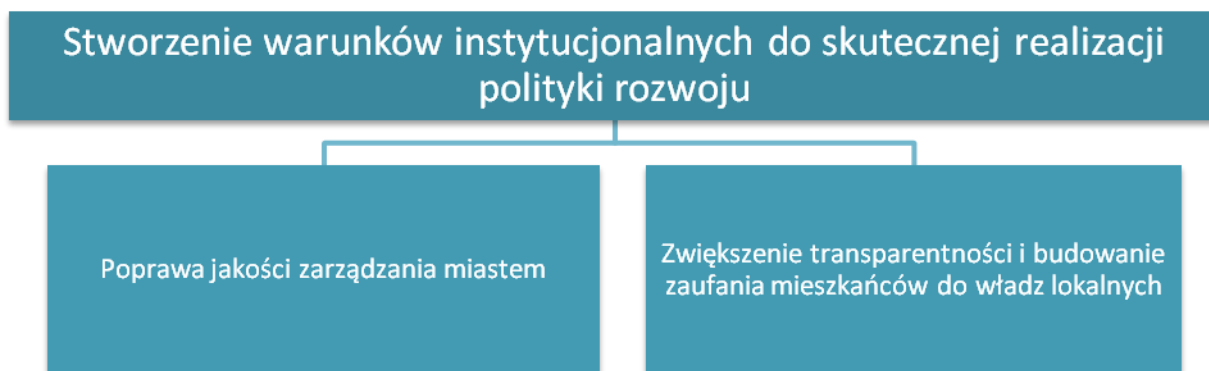 Stworzenie warunków instytucjonalnych do skutecznej realizacji
polityki rozwoju
Poprawa jakości zarządzania miastem
Zwiększenie transparentności i budowanie
zaufania mieszkańców do władz lokalnych